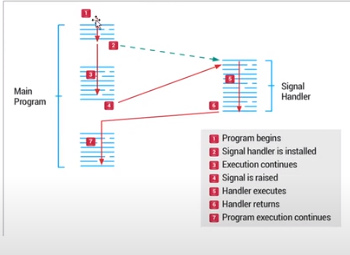 1
2
3
4
5
6
7
Main
Program
Signal
Handler
1 Program begins
2 Signal handler is installed
3 Execution continues
4 Signal is raised
5 Handler executes
6 Handler returns
7 Program execution continues